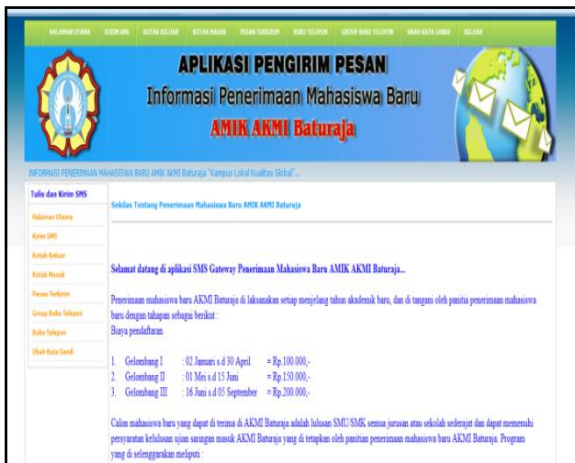 HALAMAN UTAMA KIRIM SMS KOTAK KELUAR KOTAK MASUK PESAN TERKIRIM BUKU TELEPON GROUP BUKU TELEPON UBAH KATA SANDI KELUAR
APLIKASI PENGIRIM PESAN
Informasi Penerimaan Mahasiswa Baru
AMIK AKMI Baturaja
INFORMASI PENERIMAAN MAHASISWA BARU AMIK AKMI Baturaja "Kampus Lokal Kualitas Global"...
Tulis dan Kirim SMS
Halaman Utama
Kirim SMS
Kotak Keluar
Kotak Masuk
Pesan Terkirim
Group Buku Telepon
Buku Telepon
Ubah Kata Sandi
Sekilas Tentang Penerimaan Mahasiswa Baru AMIK AKMI Baturaja
Selamat datang di aplikasi SMS Gateway Penerimaan Mahasiswa Baru AMIK AKMI Baturaja...
Penerimaan mahasiswa baru AKMI Baturaja di laksanakan setiap menjelang tahun akademik baru, dan di tangani oleh panitia penerimaan mahasiswa
baru dengan tahapan sebagai berikut :
Biaya pendaftaran
1. Gelombang I : 02 Januari s.d 30 April = Rp.100.000,-
2. Gelombang II : 01 Mei s.d 15 Juni = Rp.150.000,-
3. Gelombang III : 16 Juni s.d 05 September = Rp.200.000,-
Calon mahasiswa baru yang dapat di terima di AKMI Baturaja adalah lulusan SMU/SMK semua jurusan atau sekolah sederajat dan dapat memenuhi
persyaratan kelulusan ujian saringan masuk AKMI Baturaja yang di tetapkan oleh panitian penerimaan mahasiswa baru AKMI Baturaja. Program
yang di selenggarakan meliputi :